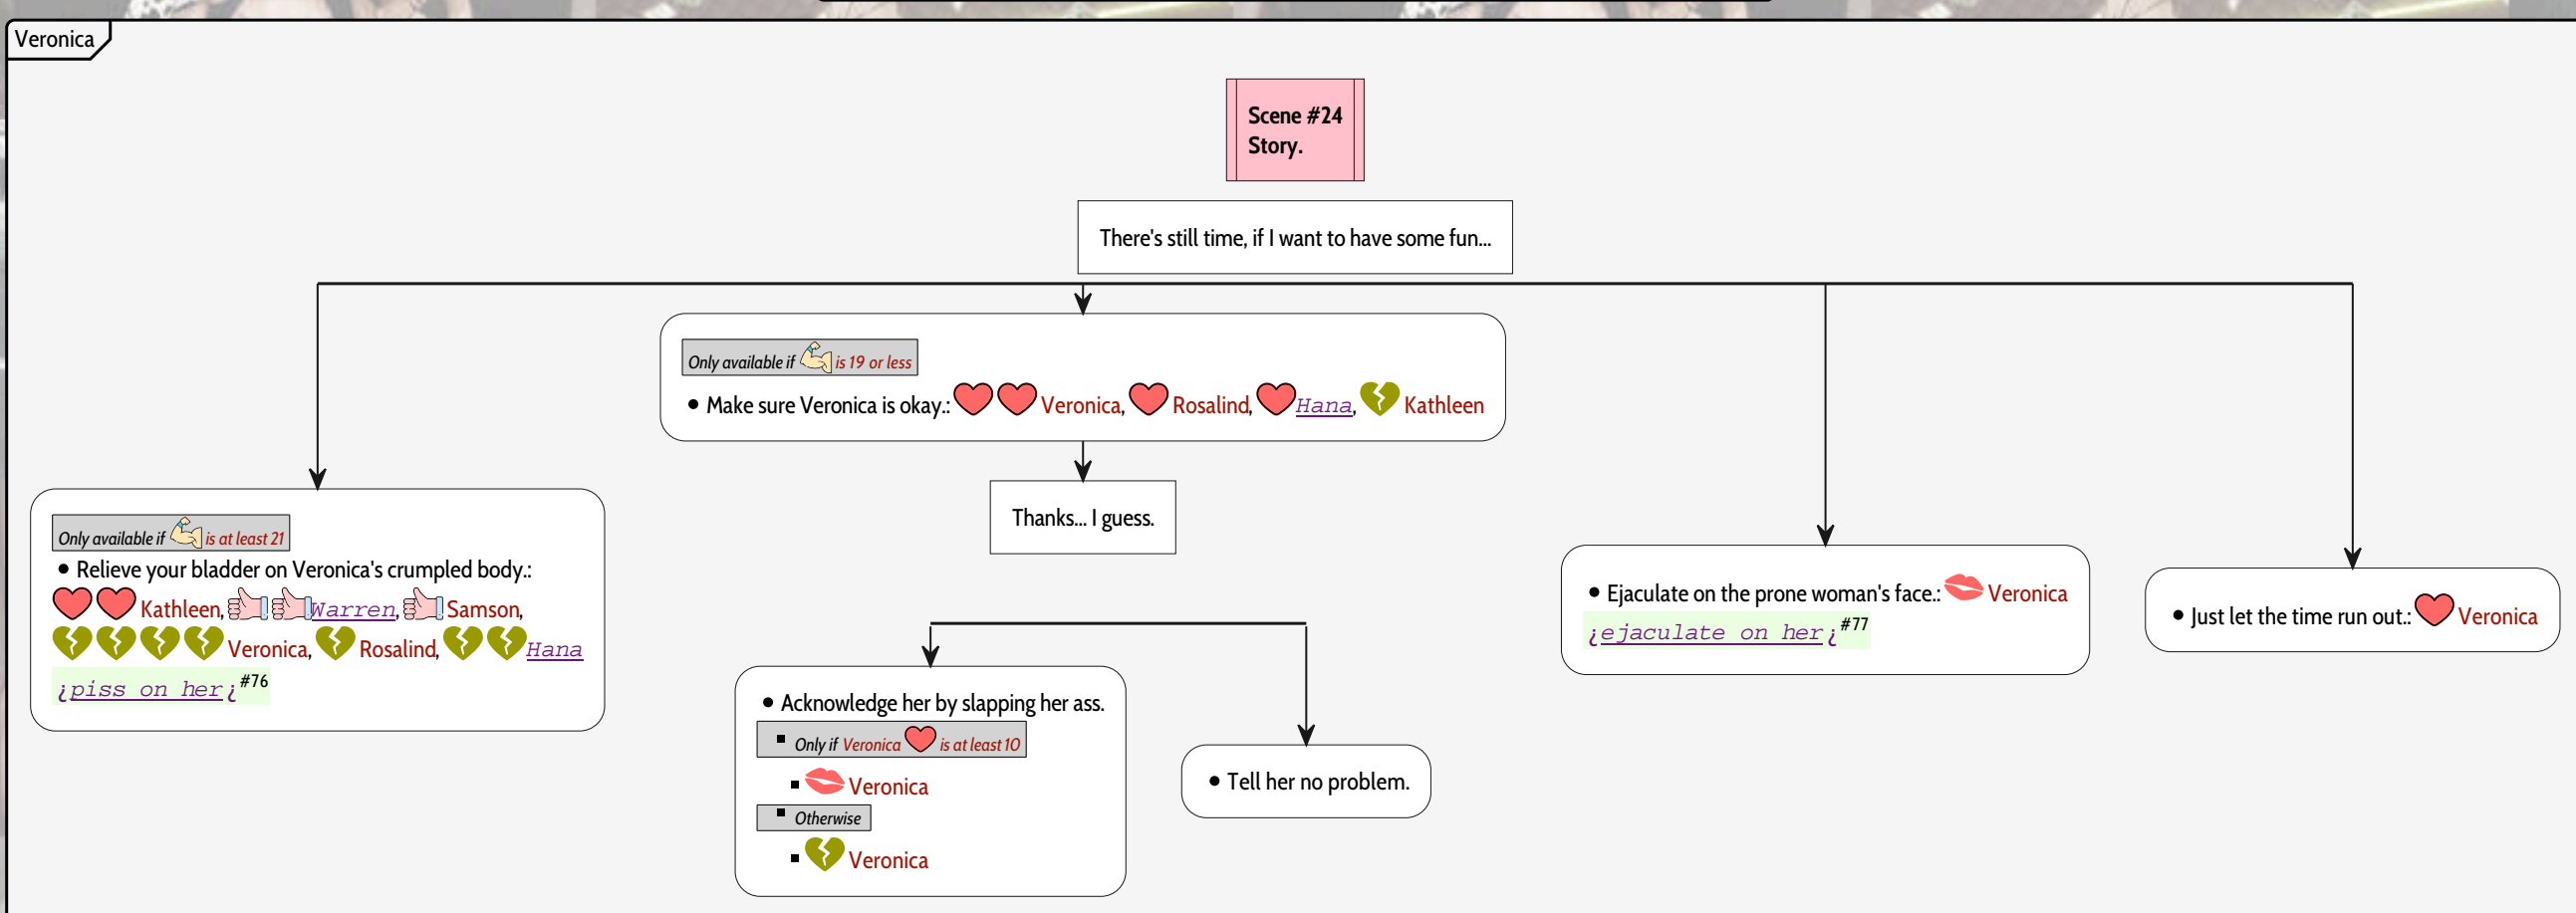 Veronica
Scene #24
Story.
There's still time, if I want to have some fun...
Only available if is at least 21
• Relieve your bladder on Veronica's crumpled body.:
Kathleen, Warren, Samson,
Veronica, Rosalind, Hana
¿piss on her¿#76
Only available if is 19 or less
• Make sure Veronica is okay.: Veronica, Rosalind, Hana, Kathleen
Thanks... I guess.
• Acknowledge her by slapping her ass.
▪ Only if Veronica is at least 10
▪ Veronica
▪ Otherwise
▪ Veronica
• Tell her no problem.
• Ejaculate on the prone woman's face.: Veronica
¿ejaculate on her¿#77
• Just let the time run out.: Veronica